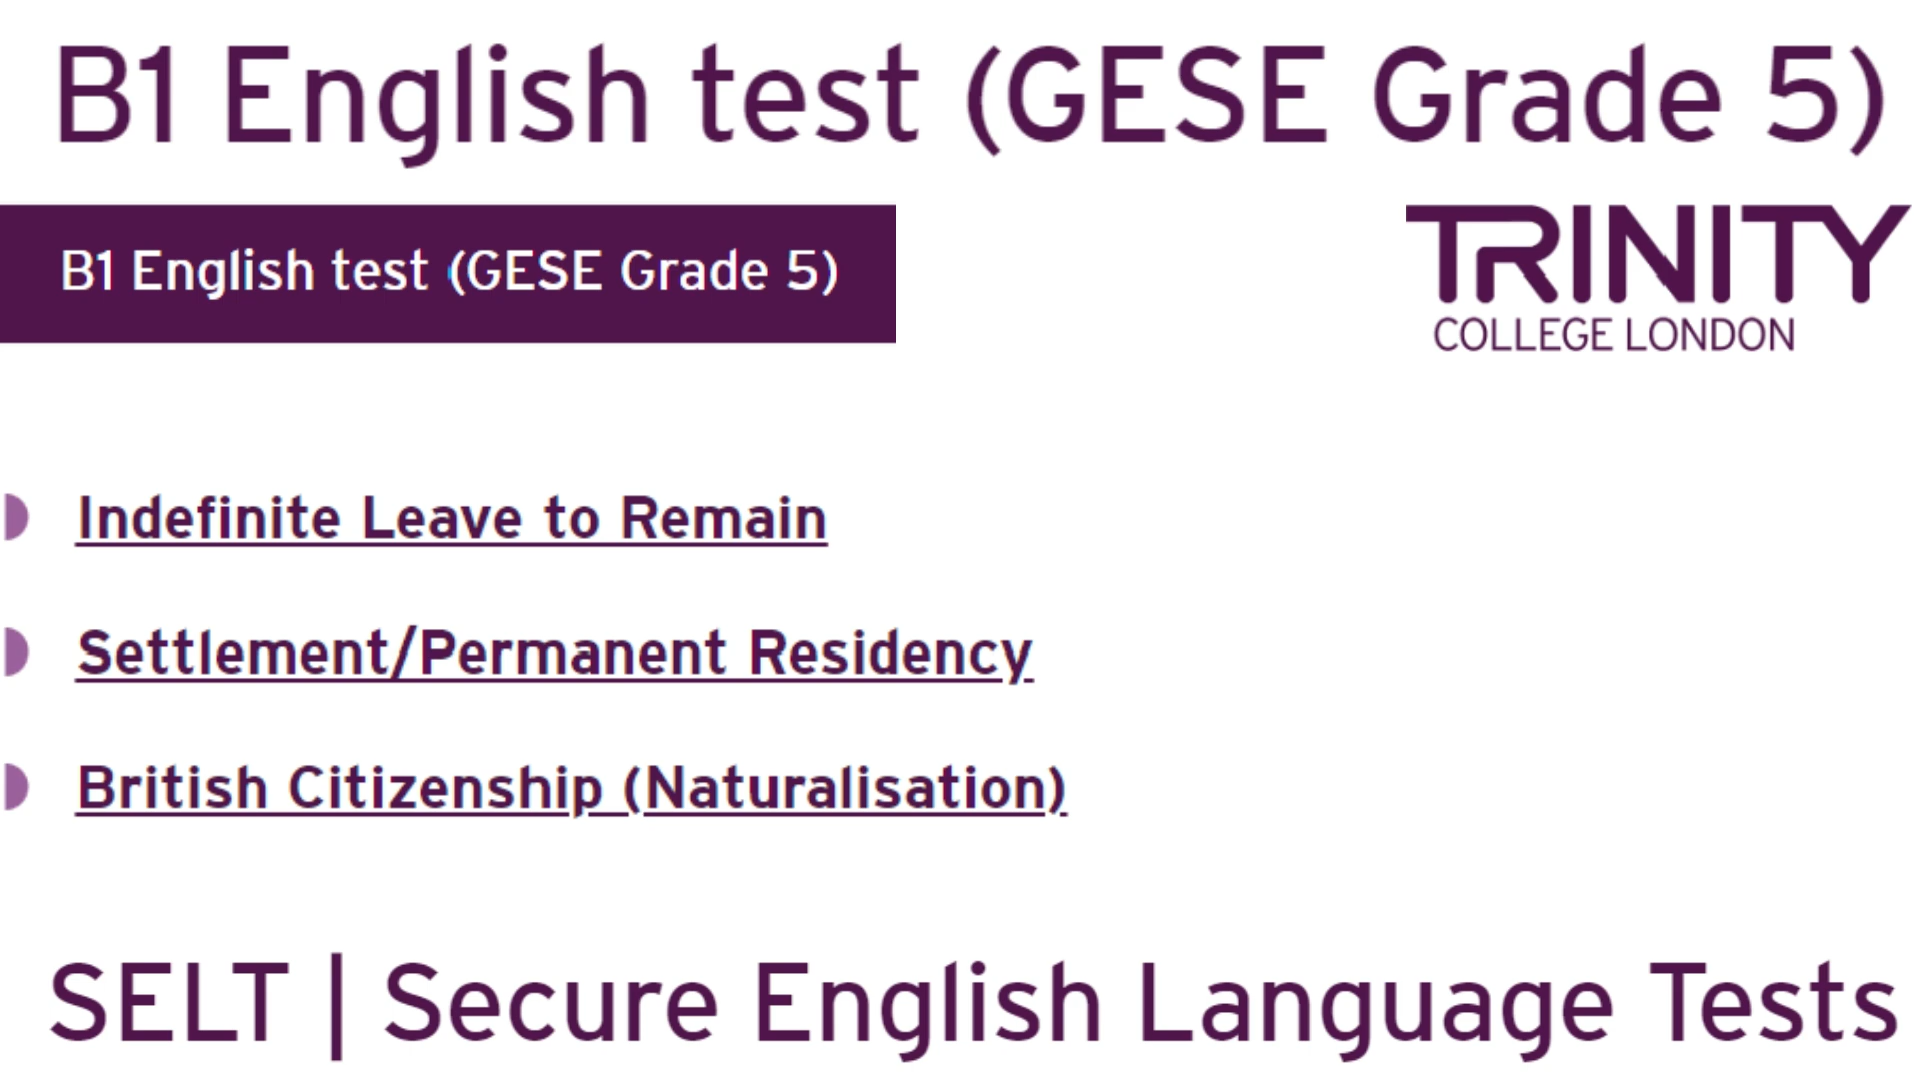 B1 English test (GESE Grade 5)
B1 English test (GESE Grade 5)
TRINITY
COLLEGE LONDON
Indefinite Leave to Remain
Settlement/Permanent Residency
British Citizenship (Naturalisation)
SELT | Secure English Language Tests